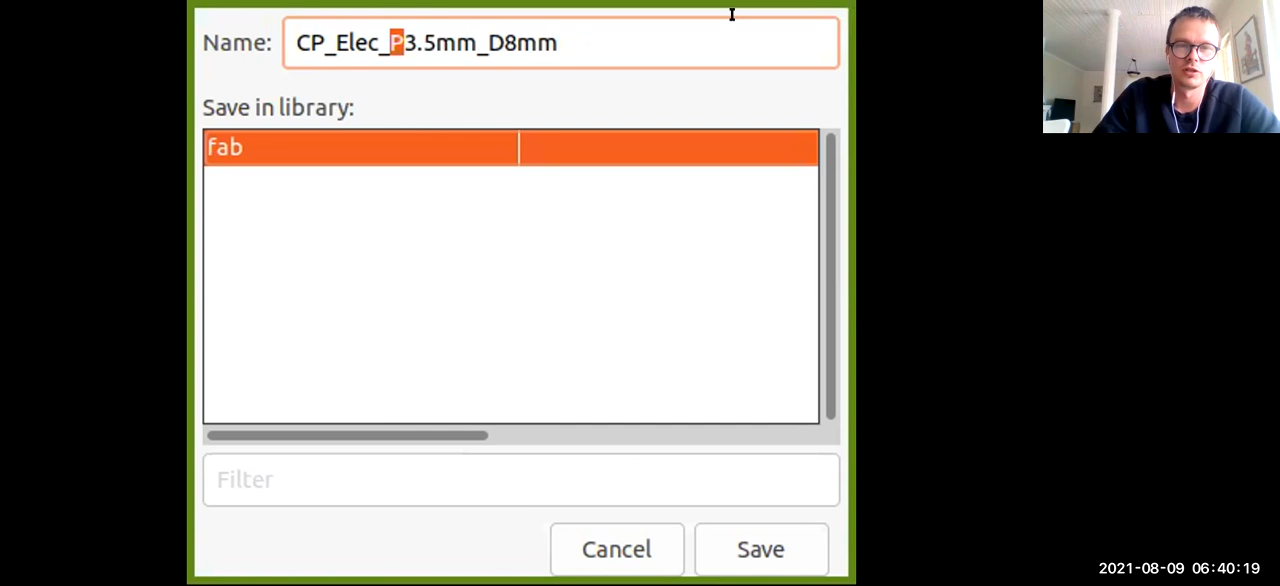 Name: CP_Elec_P3.5mm_D8mm
Save in library:
fab
Filter
Cancel Save
2021-08-09 06:40:19